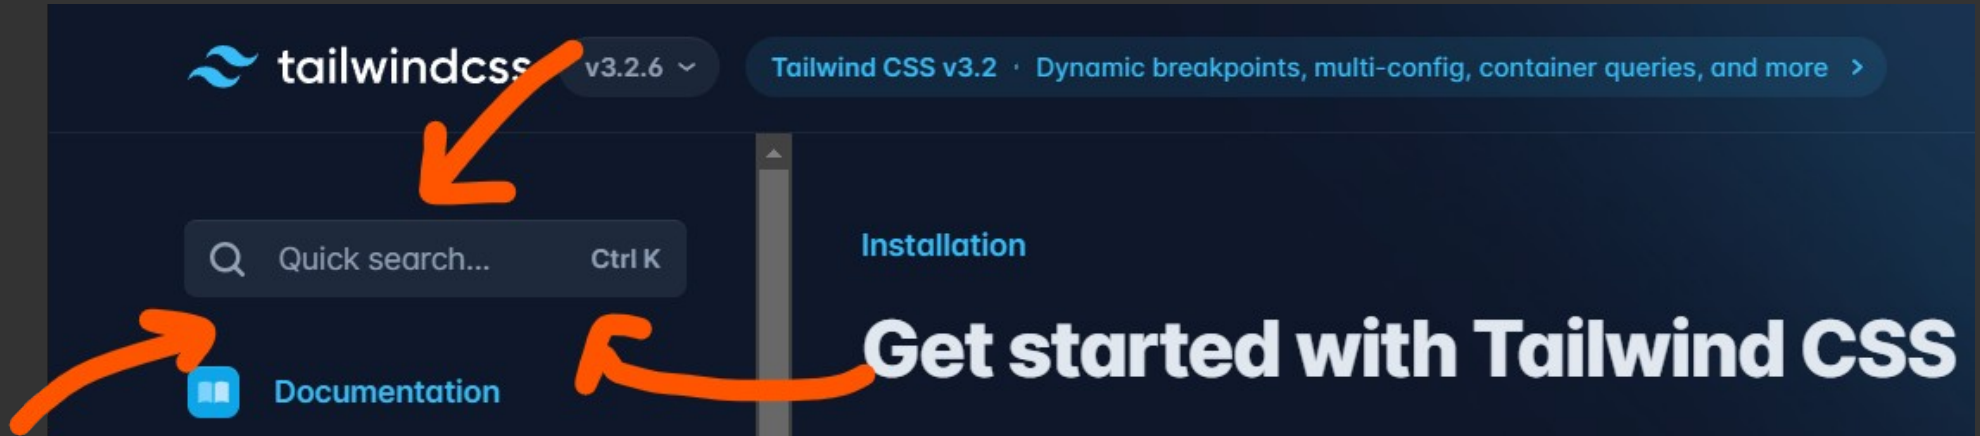 tailwindcss v3.2.6 Tailwind CSS v3.2 · Dynamic breakpoints, multi-config, container queries, and more
Quick search... Ctrl K
Documentation
Installation
Get started with Tailwind CSS